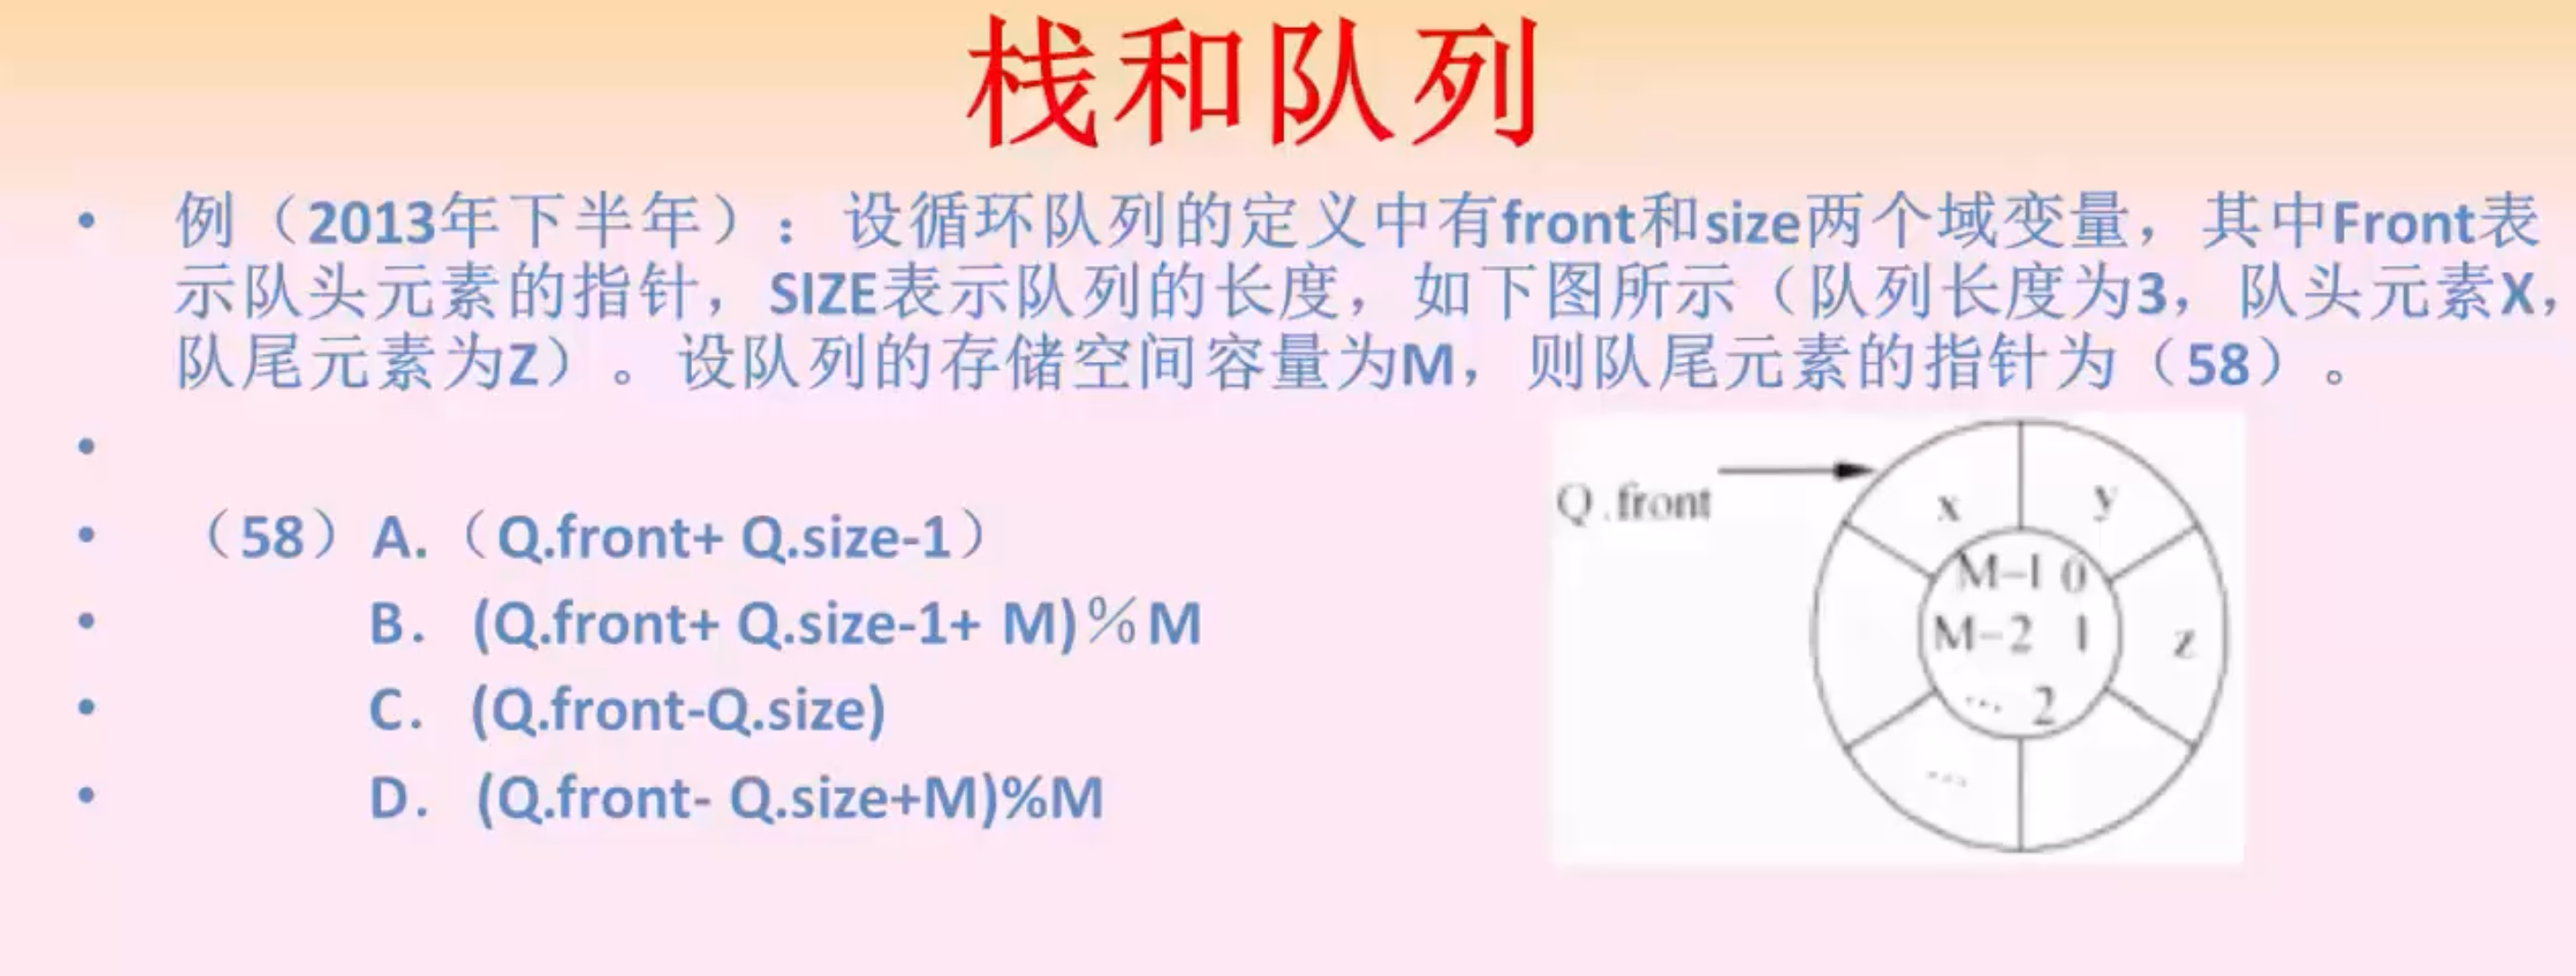 栈和队列
• 例（2013年下半年）：设循环队列的定义中有front和size两个域变量，其中Front表
示队头元素的指针，SIZE表示队列的长度，如下图所示（队列长度为3，队头元素X，
队尾元素为Z）。设队列的存储空间容量为M，则队尾元素的指针为（58）。
•
• （58）A.（Q.front+ Q.size-1）
• B. (Q.front+ Q.size-1+ M)％M
• C. (Q.front-Q.size)
• D. (Q.front- Q.size+M)%M
Q.front
x y
M-1 0
M-2 1 z
... 2
...